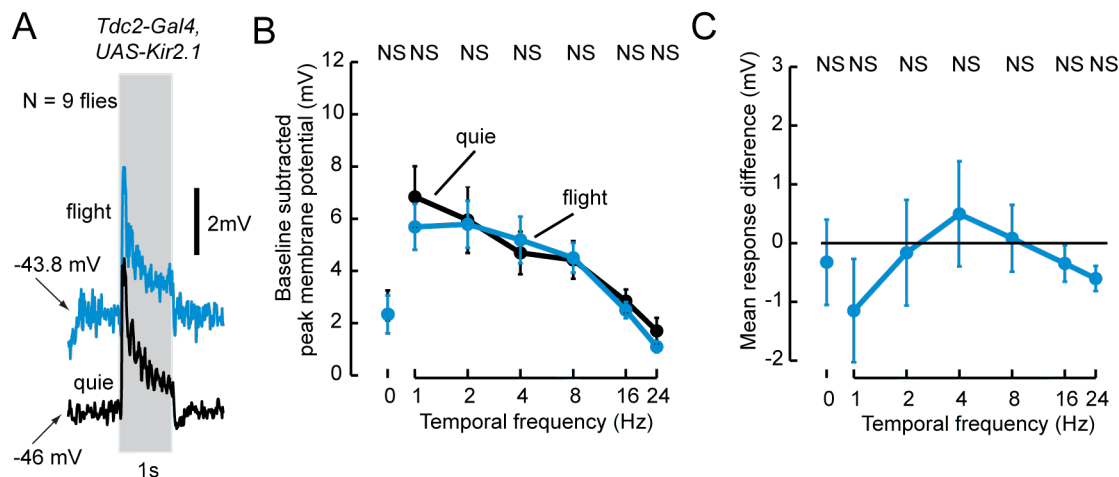 A
Tdc2-Gal4,
UAS-Kir2.1
N = 9 flies
flight
2mV
-43.8 mV
quie
-46 mV
1s
B
NS NS NS NS NS NS NS
Baseline subtracted
peak membrane potential (mV)
12
10
8
6
4
2
0
quie
flight
0 1 2 4 8 16 24
Temporal frequency (Hz)
C
NS NS NS NS NS NS NS
Mean response difference (mV)
3
2
1
0
-1
-2
0 1 2 4 8 16 24
Temporal frequency (Hz)